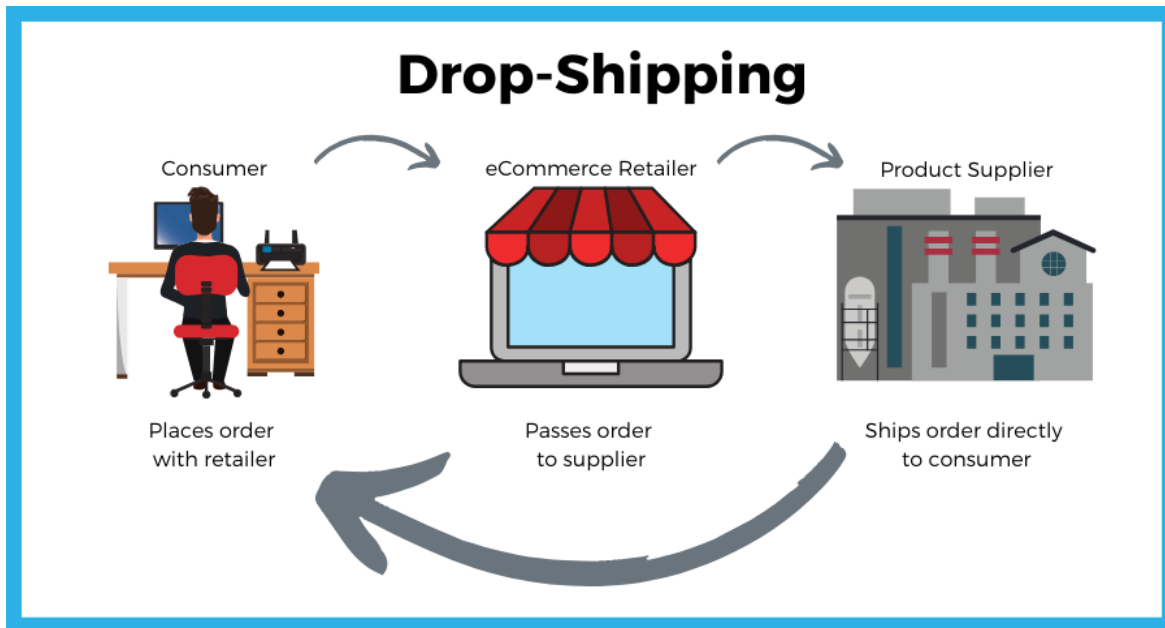 Drop-Shipping
Consumer
eCommerce Retailer
Product Supplier
Places order
with retailer
Passes order
to supplier
Ships order directly
to consumer